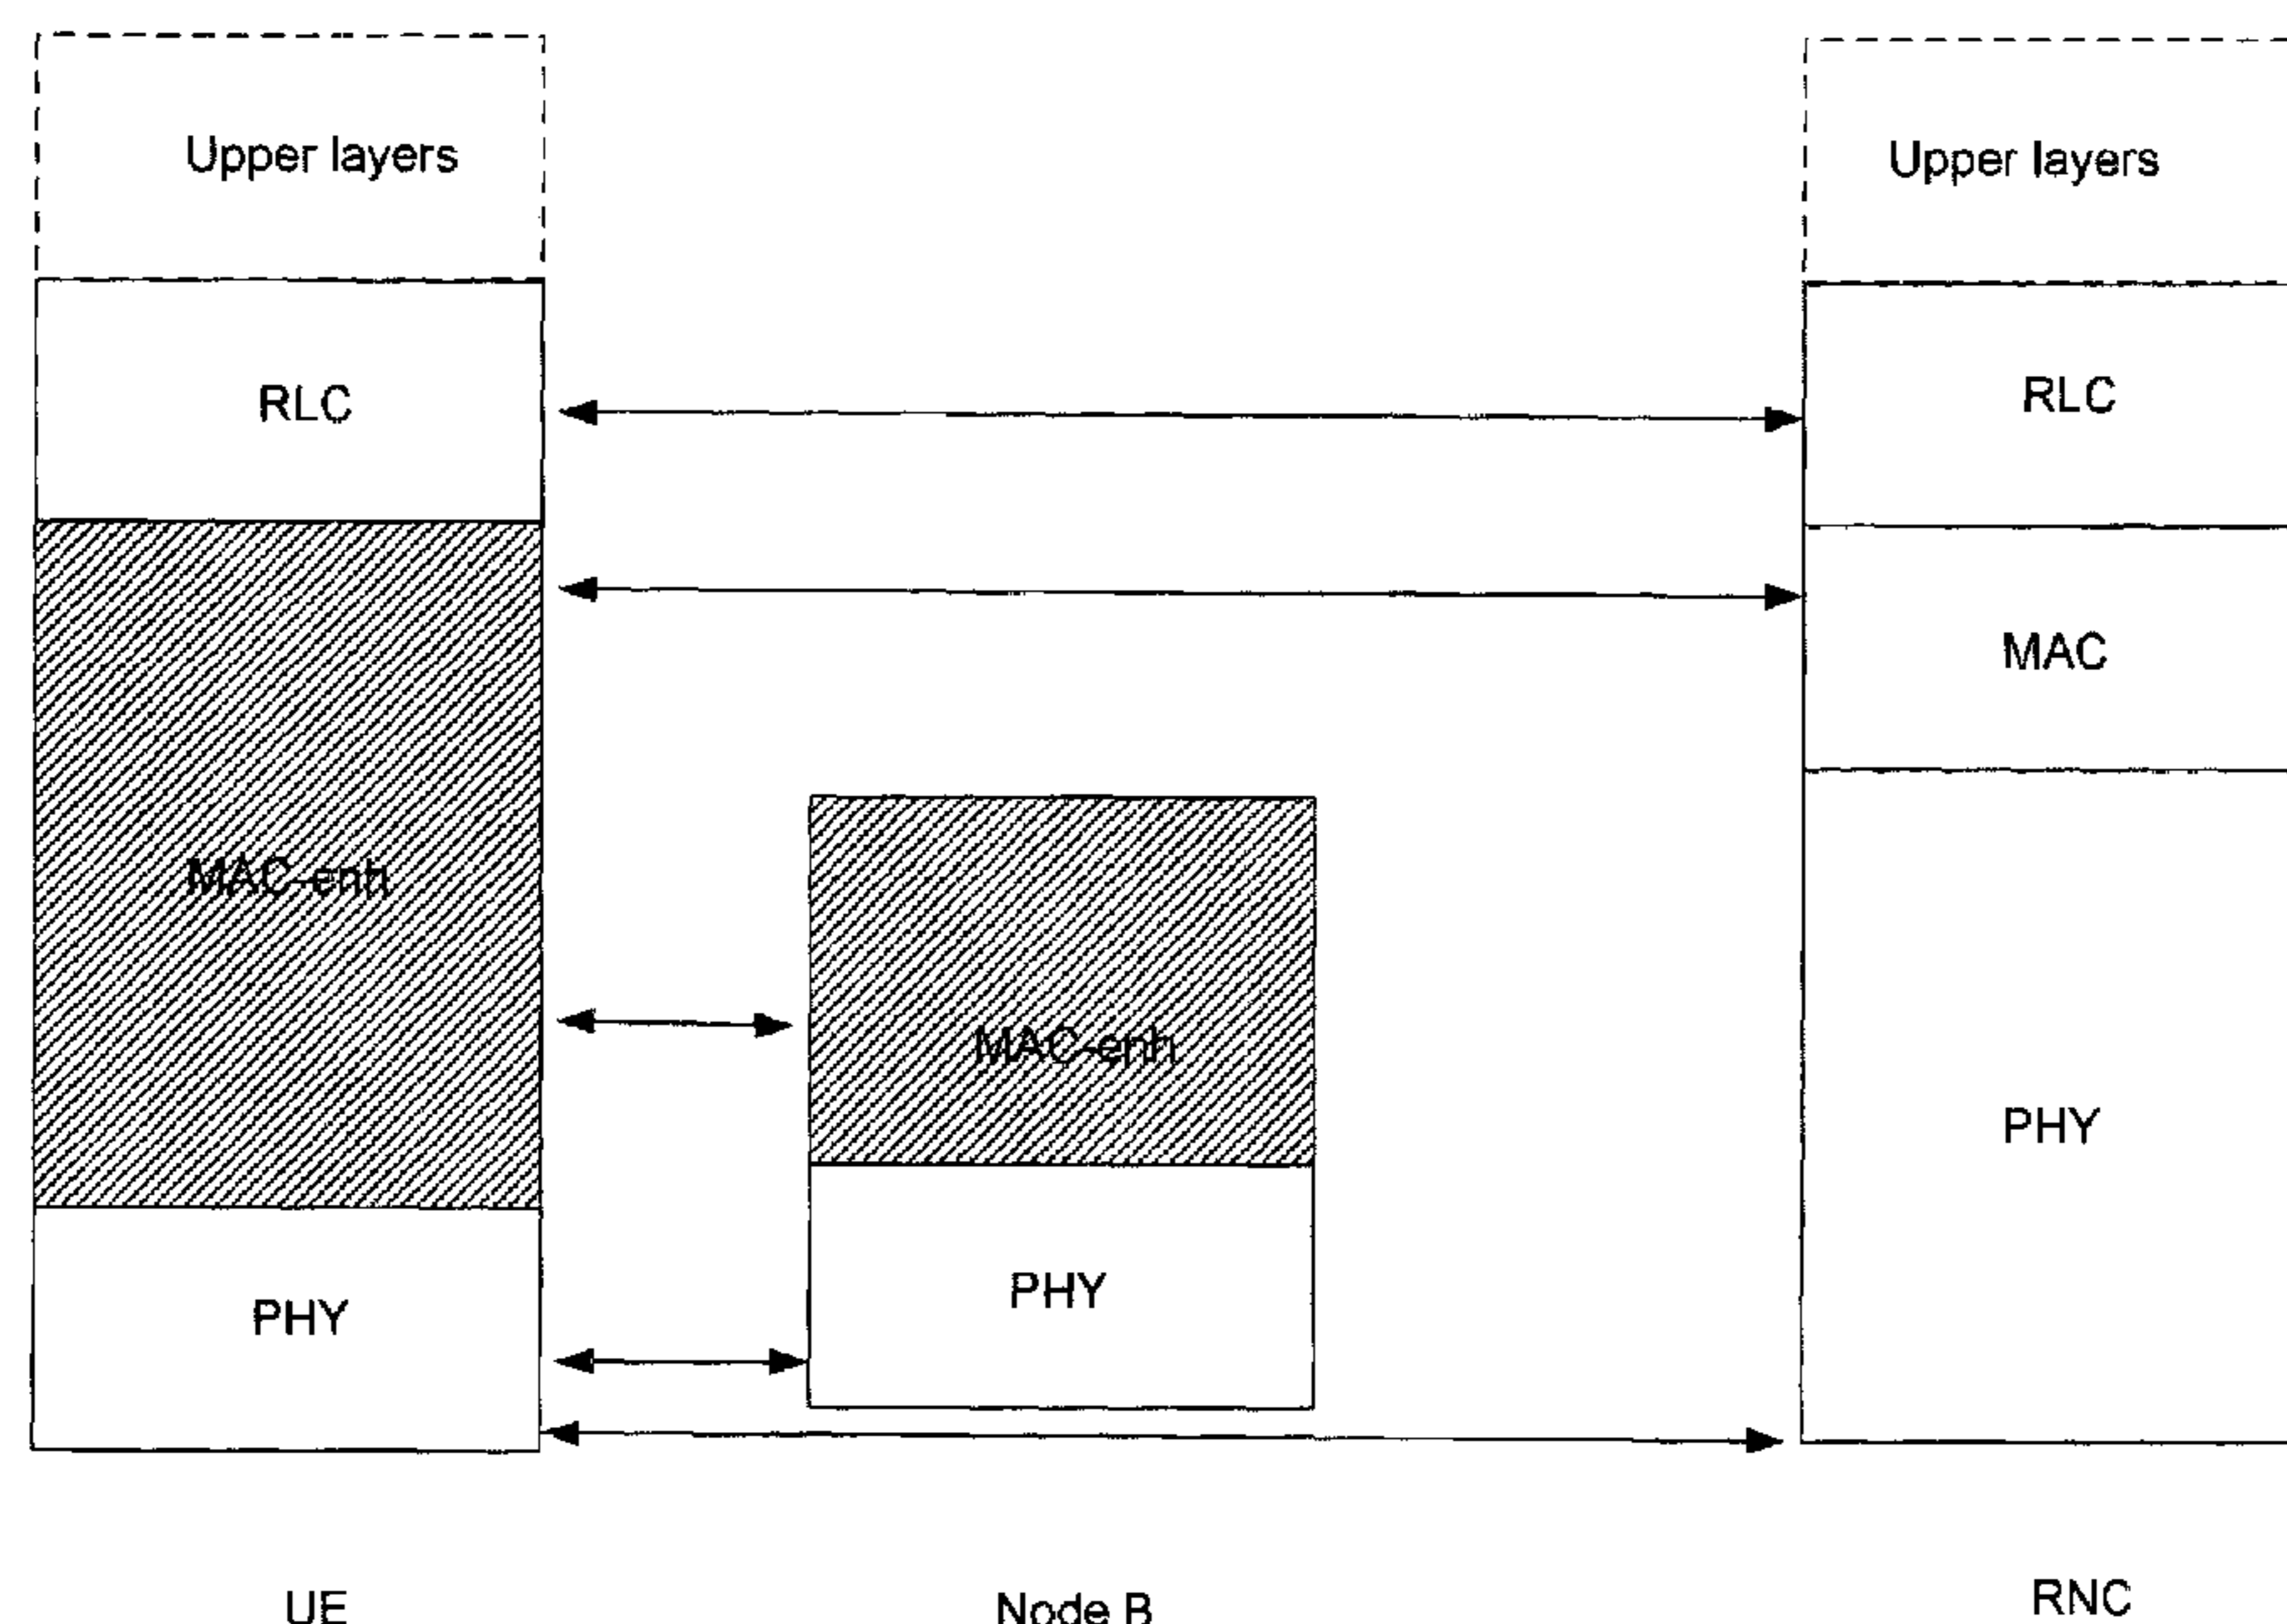 Upper layers
Upper layers
RLC
RLC
MAC
MAC-enh
MAC-enh
PHY
PHY
PHY
UE
Node B
RNC